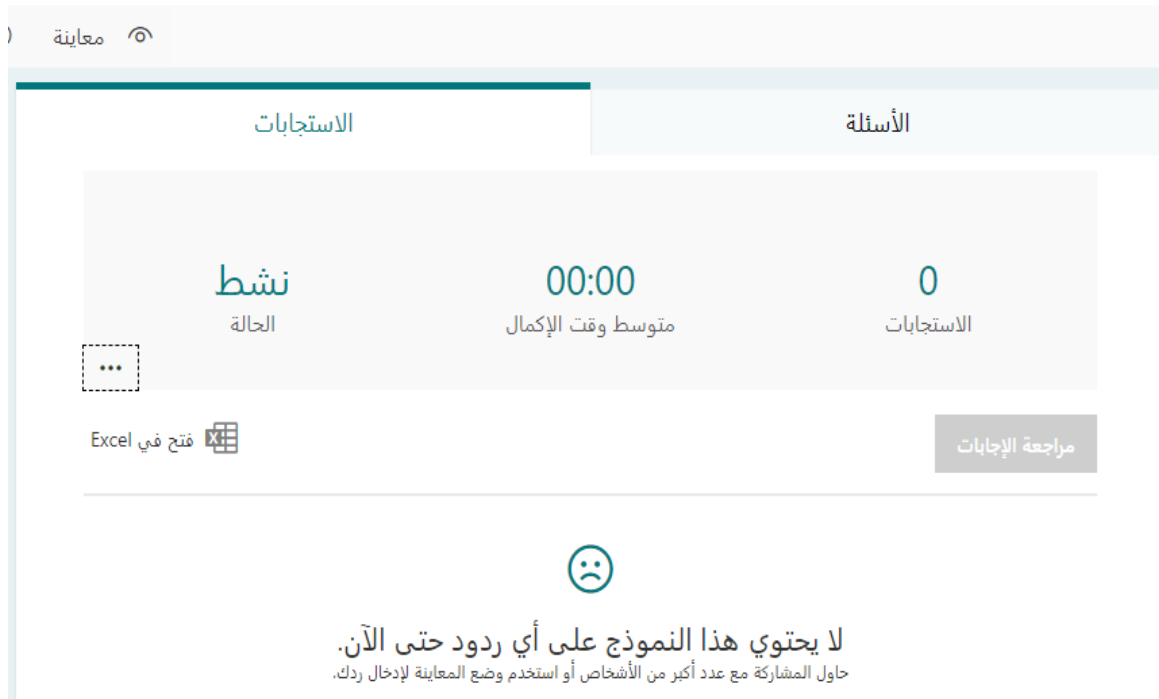 معاينة
الأسئلة
الاستجابات
0
الاستجابات
00:00
متوسط وقت الإكمال
نشط
الحالة
...
مراجعة الإجابات
فتح في Excel
لا يحتوي هذا النموذج على أي ردود حتى الآن.
حاول المشاركة مع عدد أكبر من الأشخاص أو استخدم وضع المعاينة لإدخال ردك.